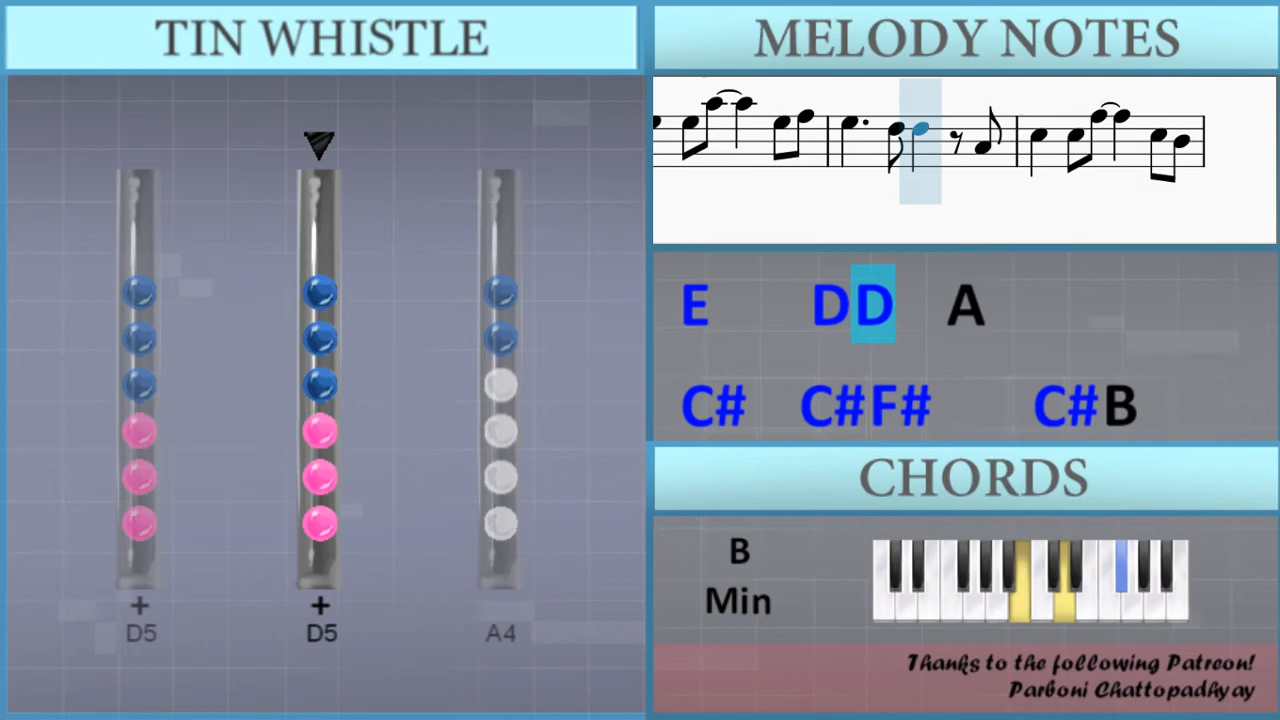 TIN WHISTLE
+ + 
D5 D5 A4
MELODY NOTES
E DD A
C# C#F# C#B
CHORDS
B
Min
Thanks to the following Patreon!
Parboni Chattopadhyay